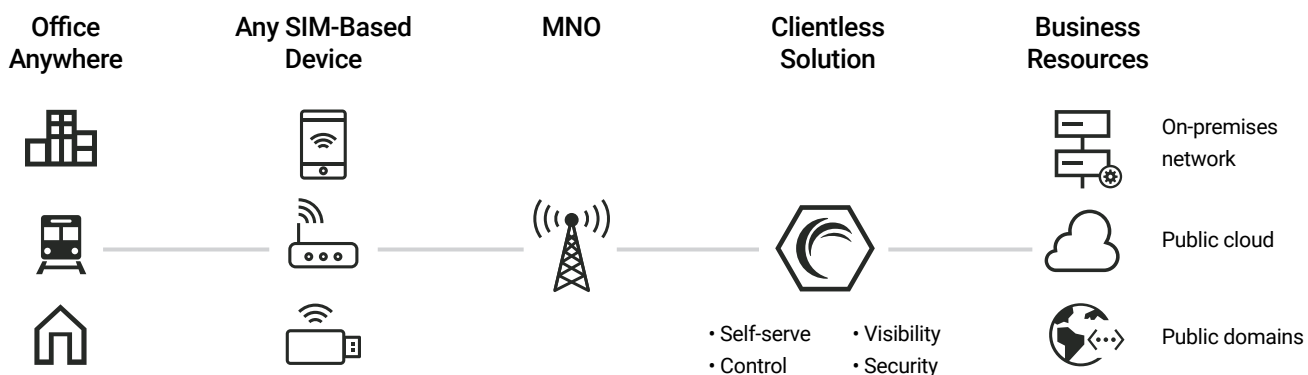 Office
Anywhere
Any SIM-Based
Device
MNO
Clientless
Solution
Business
Resources
On-premises
network
Public cloud
Public domains
• Self-serve
• Control
• Visibility
• Security